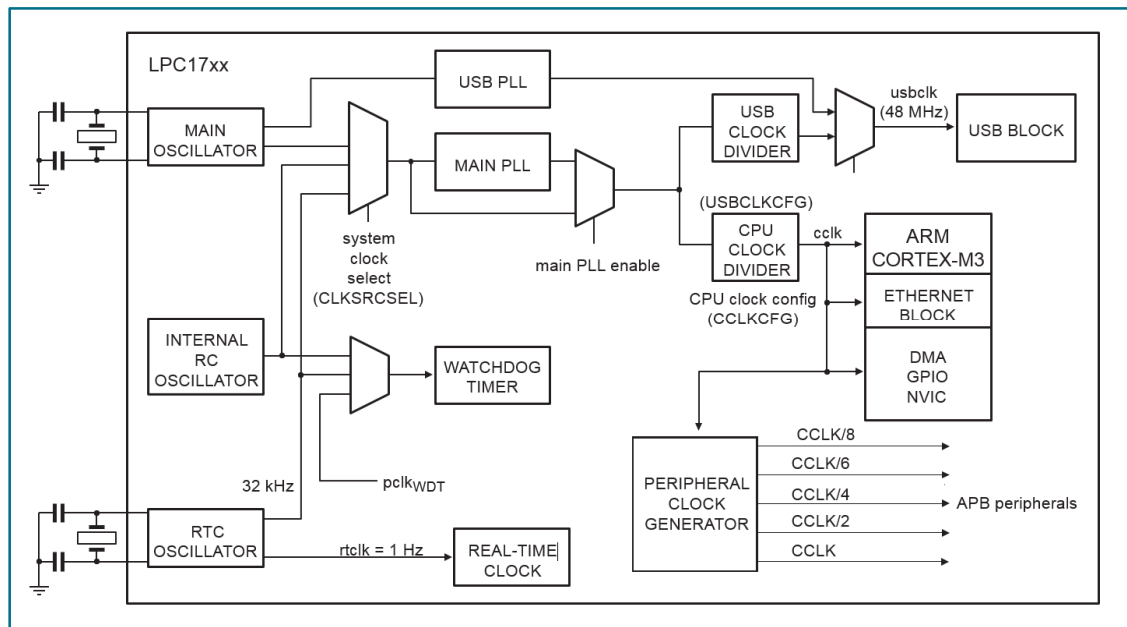 LPC17xx
USB PLL
MAIN
OSCILLATOR
MAIN PLL
USB
CLOCK
DIVIDER
usbclk
(48 MHz)
USB BLOCK
(USBCLKCFG)
system
clock
select
(CLKSRCSEL)
main PLL enable
CPU
CLOCK
DIVIDER
cclk
CPU clock config
(CCLKCFG)
ARM
CORTEX-M3
ETHERNET
BLOCK
DMA
GPIO
NVIC
INTERNAL
RC
OSCILLATOR
WATCHDOG
TIMER
pclkWDT
32 kHz
RTC
OSCILLATOR
rtclk = 1 Hz
REAL-TIME
CLOCK
PERIPHERAL
CLOCK
GENERATOR
CCLK/8
CCLK/6
CCLK/4
CCLK/2
CCLK
APB peripherals